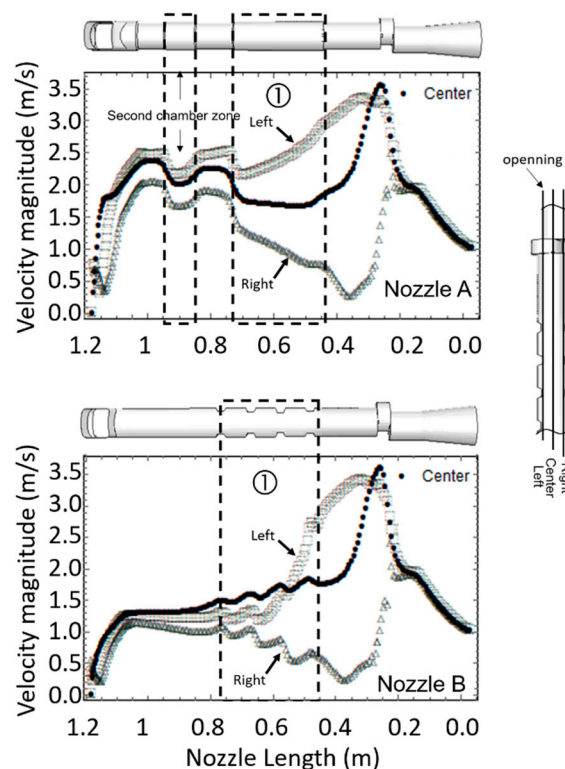 Velocity magnitude (m/s)
3.5
3.0
2.5
2.0
1.5
1.0
0.5
0.0
Second chamber zone
①
Left
Center
Right
Nozzle A
1.2 1 0.8 0.6 0.4 0.2 0.0
openning
Center
Left
Velocity magnitude (m/s)
3.5
3.0
2.5
2.0
1.5
1.0
0.5
0.0
①
Left
Center
Right
Nozzle B
1.2 1 0.8 0.6 0.4 0.2 0.0
Nozzle Length (m)